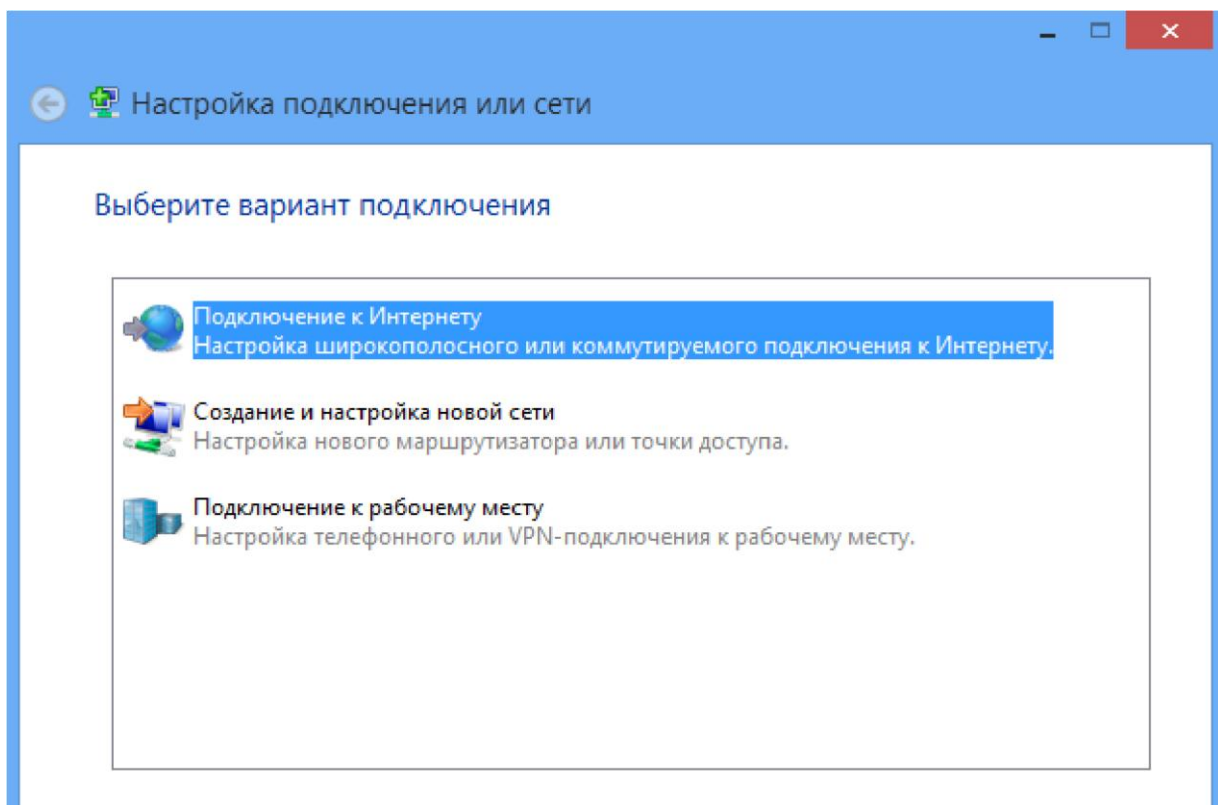 Настройка подключения или сети
Выберите вариант подключения
Подключение к Интернету
Настройка широкополосного или коммутируемого подключения к Интернету.
Создание и настройка новой сети
Настройка нового маршрутизатора или точки доступа.
Подключение к рабочему месту
Настройка телефонного или VPN-подключения к рабочему месту.